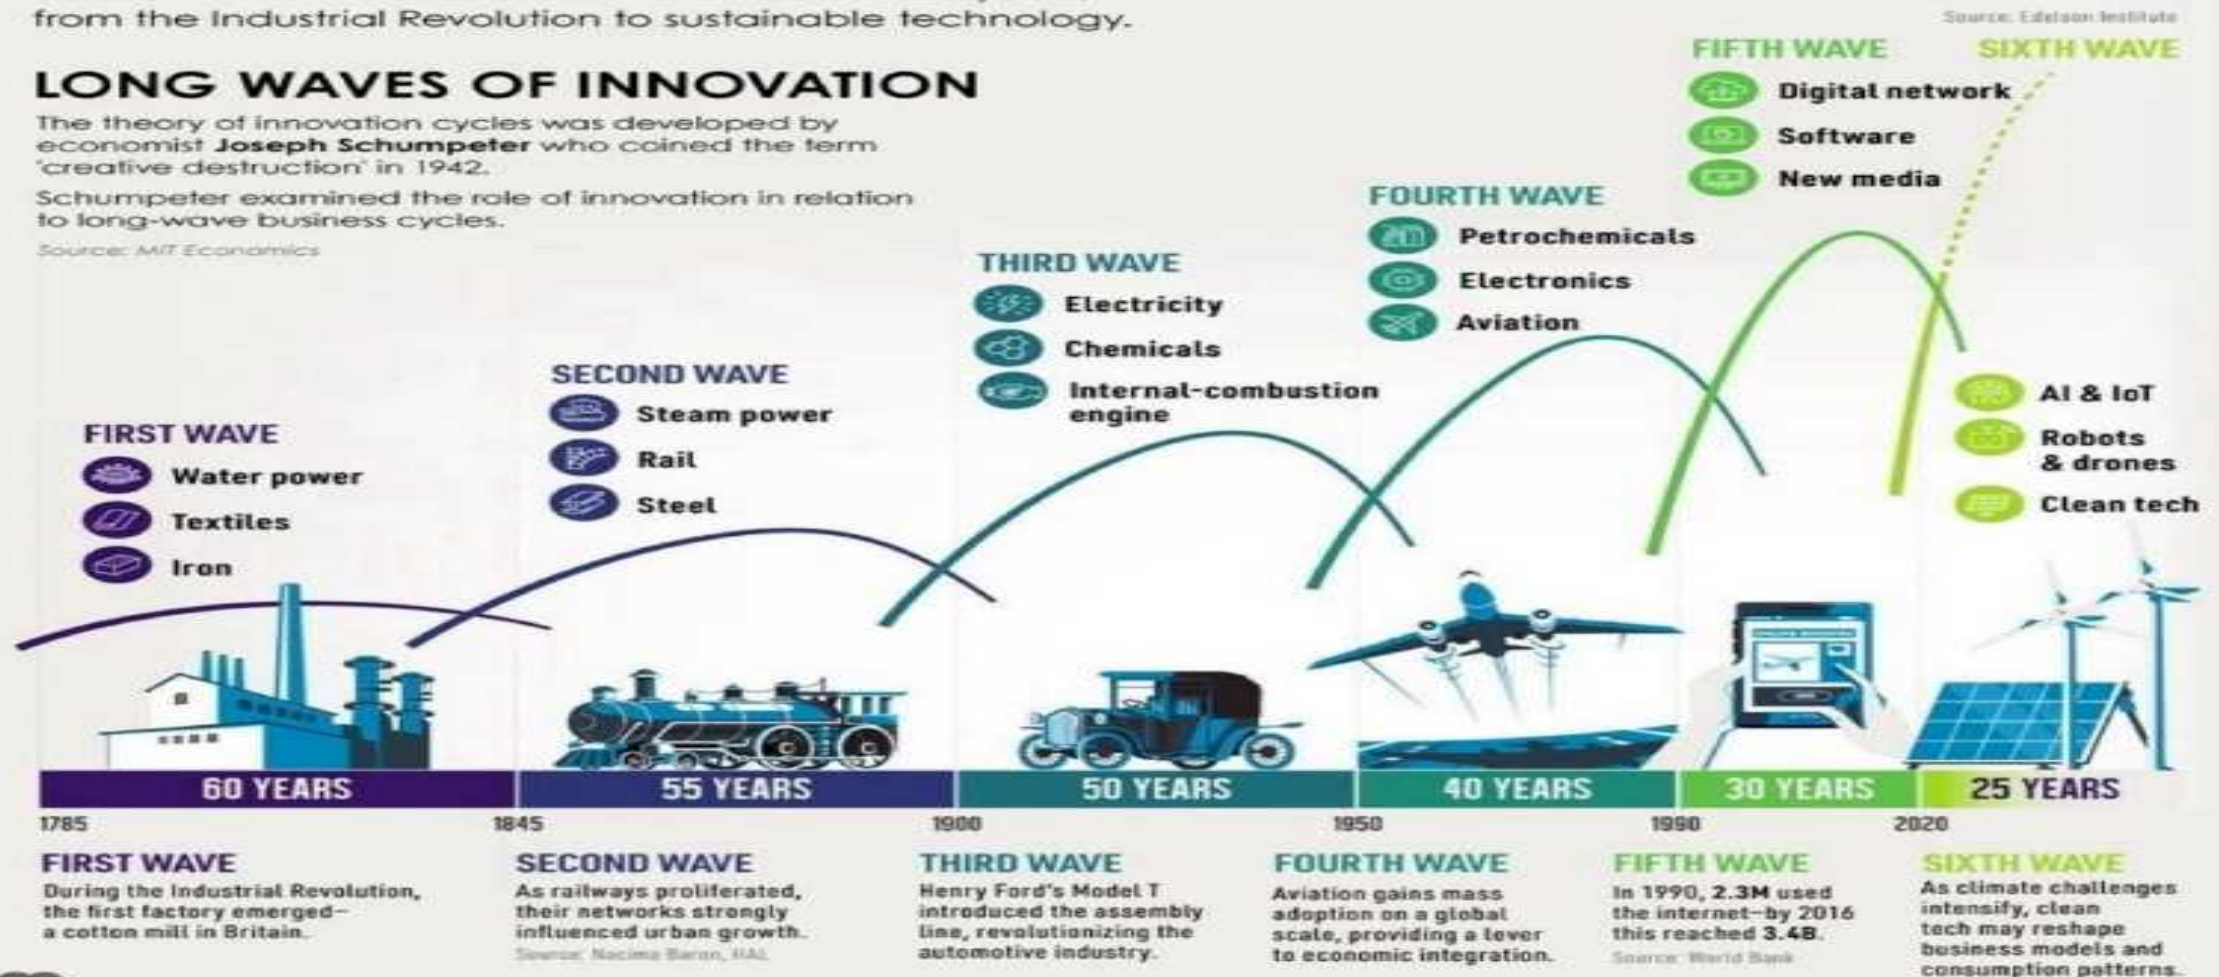 from the Industrial Revolution to sustainable technology.
Source: Edelson Institute
LONG WAVES OF INNOVATION
The theory of innovation cycles was developed by
economist Joseph Schumpeter who coined the term
'creative destruction' in 1942.
Schumpeter examined the role of innovation in relation
to long-wave business cycles.
Source: MIT Economics
FIRST WAVE
Water power
Textiles
Iron
SECOND WAVE
Steam power
Rail
Steel
THIRD WAVE
Electricity
Chemicals
Internal-combustion
engine
FOURTH WAVE
Petrochemicals
Electronics
Aviation
FIFTH WAVE
Digital network
Software
New media
SIXTH WAVE
AI & IoT
Robots
& drones
Clean tech
60 YEARS
55 YEARS
50 YEARS
40 YEARS
30 YEARS
25 YEARS
1785
1845
1900
1950
1990
2020
FIRST WAVE
During the Industrial Revolution,
the first factory emerged—
a cotton mill in Britain.
SECOND WAVE
As railways proliferated,
their networks strongly
influenced urban growth.
Source: Nacima Baron, HAL
THIRD WAVE
Henry Ford's Model T
introduced the assembly
line, revolutionizing the
automotive industry.
FOURTH WAVE
Aviation gains mass
adoption on a global
scale, providing a lever
to economic integration.
FIFTH WAVE
In 1990, 2.3M used
the internet—by 2016
this reached 3.4B.
Source: World Bank
SIXTH WAVE
As climate challenges
intensify, clean
tech may reshape
business models and
consumption patterns.